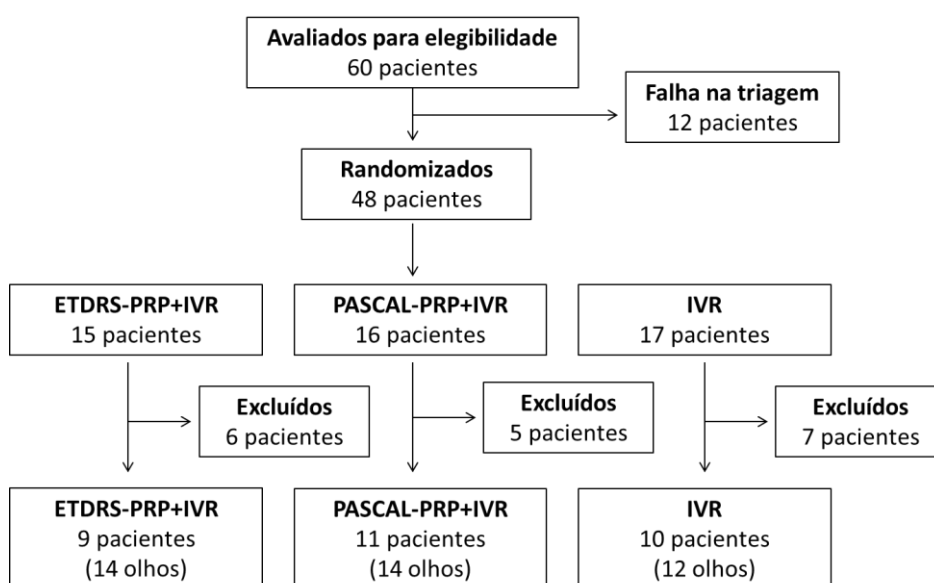 Avaliados para elegibilidade
60 pacientes
Falha na triagem
12 pacientes
Randomizados
48 pacientes
ETDRS-PRP+IVR
15 pacientes
PASCAL-PRP+IVR
16 pacientes
IVR
17 pacientes
Excluídos
6 pacientes
Excluídos
5 pacientes
Excluídos
7 pacientes
ETDRS-PRP+IVR
9 pacientes
(14 olhos)
PASCAL-PRP+IVR
11 pacientes
(14 olhos)
IVR
10 pacientes
(12 olhos)